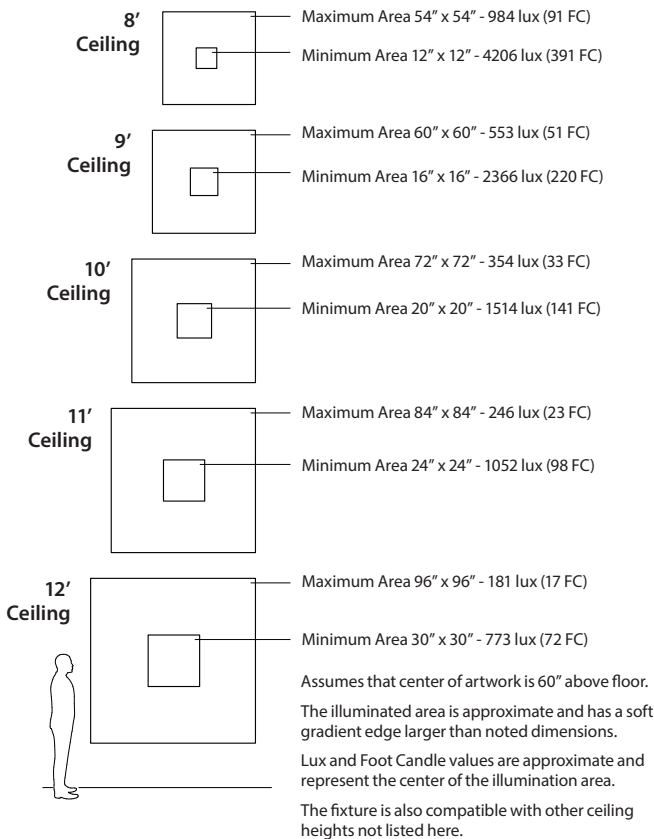 8’
Ceiling
Maximum Area 54” x 54” - 984 lux (91 FC)
Minimum Area 12” x 12” - 4206 lux (391 FC)
9’
Ceiling
Maximum Area 60” x 60” - 553 lux (51 FC)
Minimum Area 16” x 16” - 2366 lux (220 FC)
10’
Ceiling
Maximum Area 72” x 72” - 354 lux (33 FC)
Minimum Area 20” x 20” - 1514 lux (141 FC)
11’
Ceiling
Maximum Area 84” x 84” - 246 lux (23 FC)
Minimum Area 24” x 24” - 1052 lux (98 FC)
12’
Ceiling
Maximum Area 96” x 96” - 181 lux (17 FC)
Minimum Area 30” x 30” - 773 lux (72 FC)
Assumes that center of artwork is 60” above floor.
The illuminated area is approximate and has a soft
gradient edge larger than noted dimensions.
Lux and Foot Candle values are approximate and
represent the center of the illumination area.
The fixture is also compatible with other ceiling
heights not listed here.